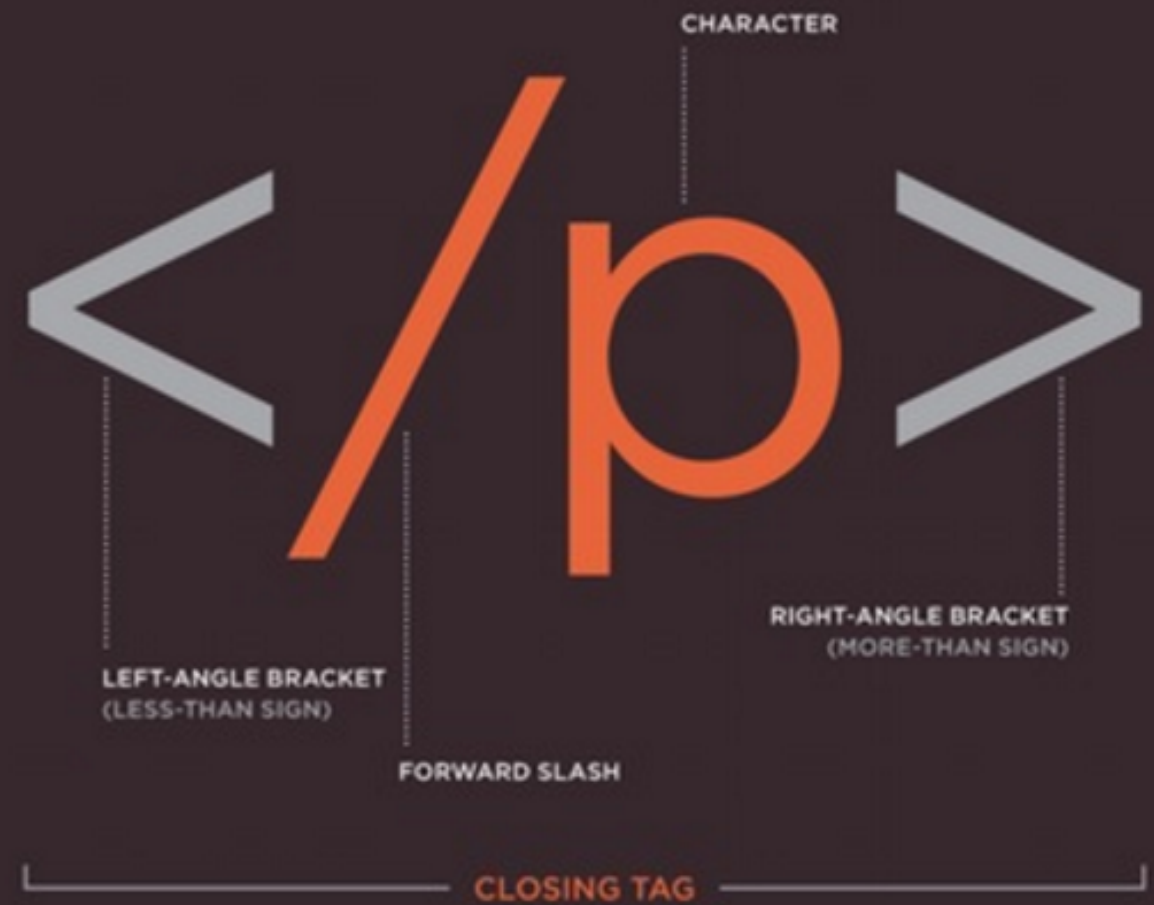 CHARACTER
</p>
RIGHT-ANGLE BRACKET
(MORE-THAN SIGN)
LEFT-ANGLE BRACKET
(LESS-THAN SIGN)
FORWARD SLASH
CLOSING TAG